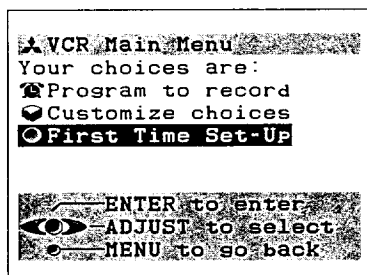 VCR Main Menu
Your choices are:
Program to record
Customize choices
First Time Set-Up
ENTER to enter
ADJUST to select
MENU to go back